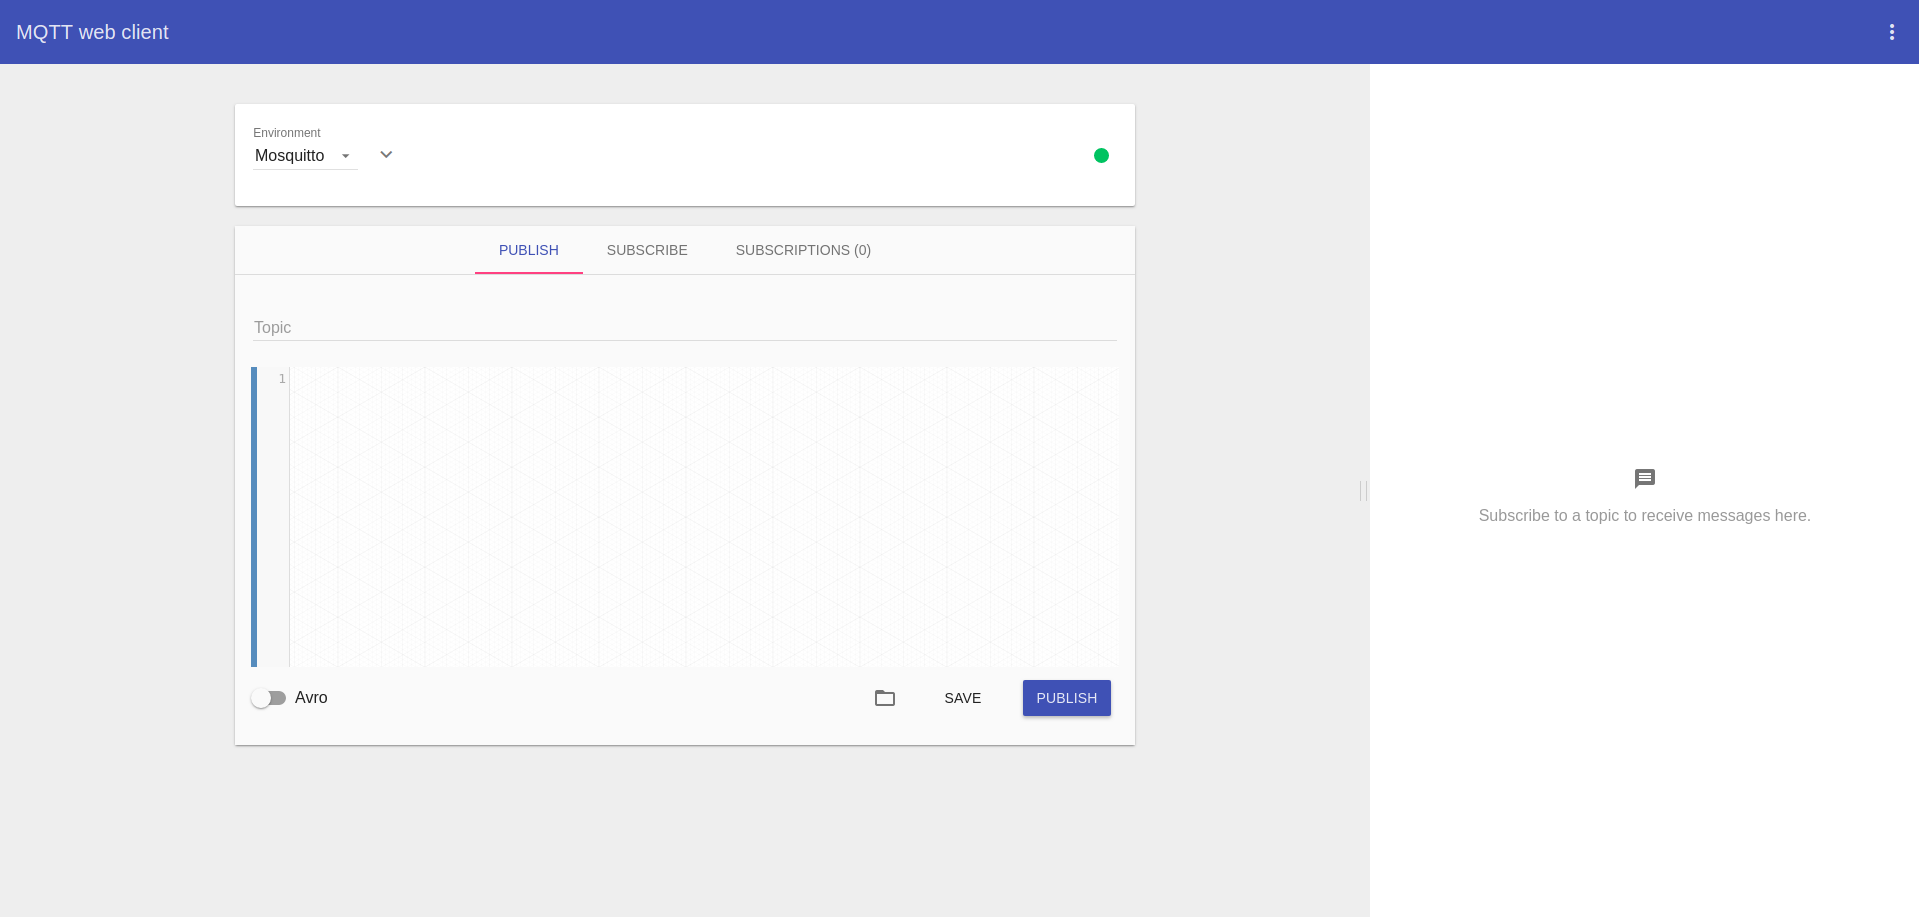 MQTT web client
Environment
Mosquitto
PUBLISH SUBSCRIBE SUBSCRIPTIONS (0)
Topic
1
Subscribe to a topic to receive messages here.
Avro SAVE PUBLISH